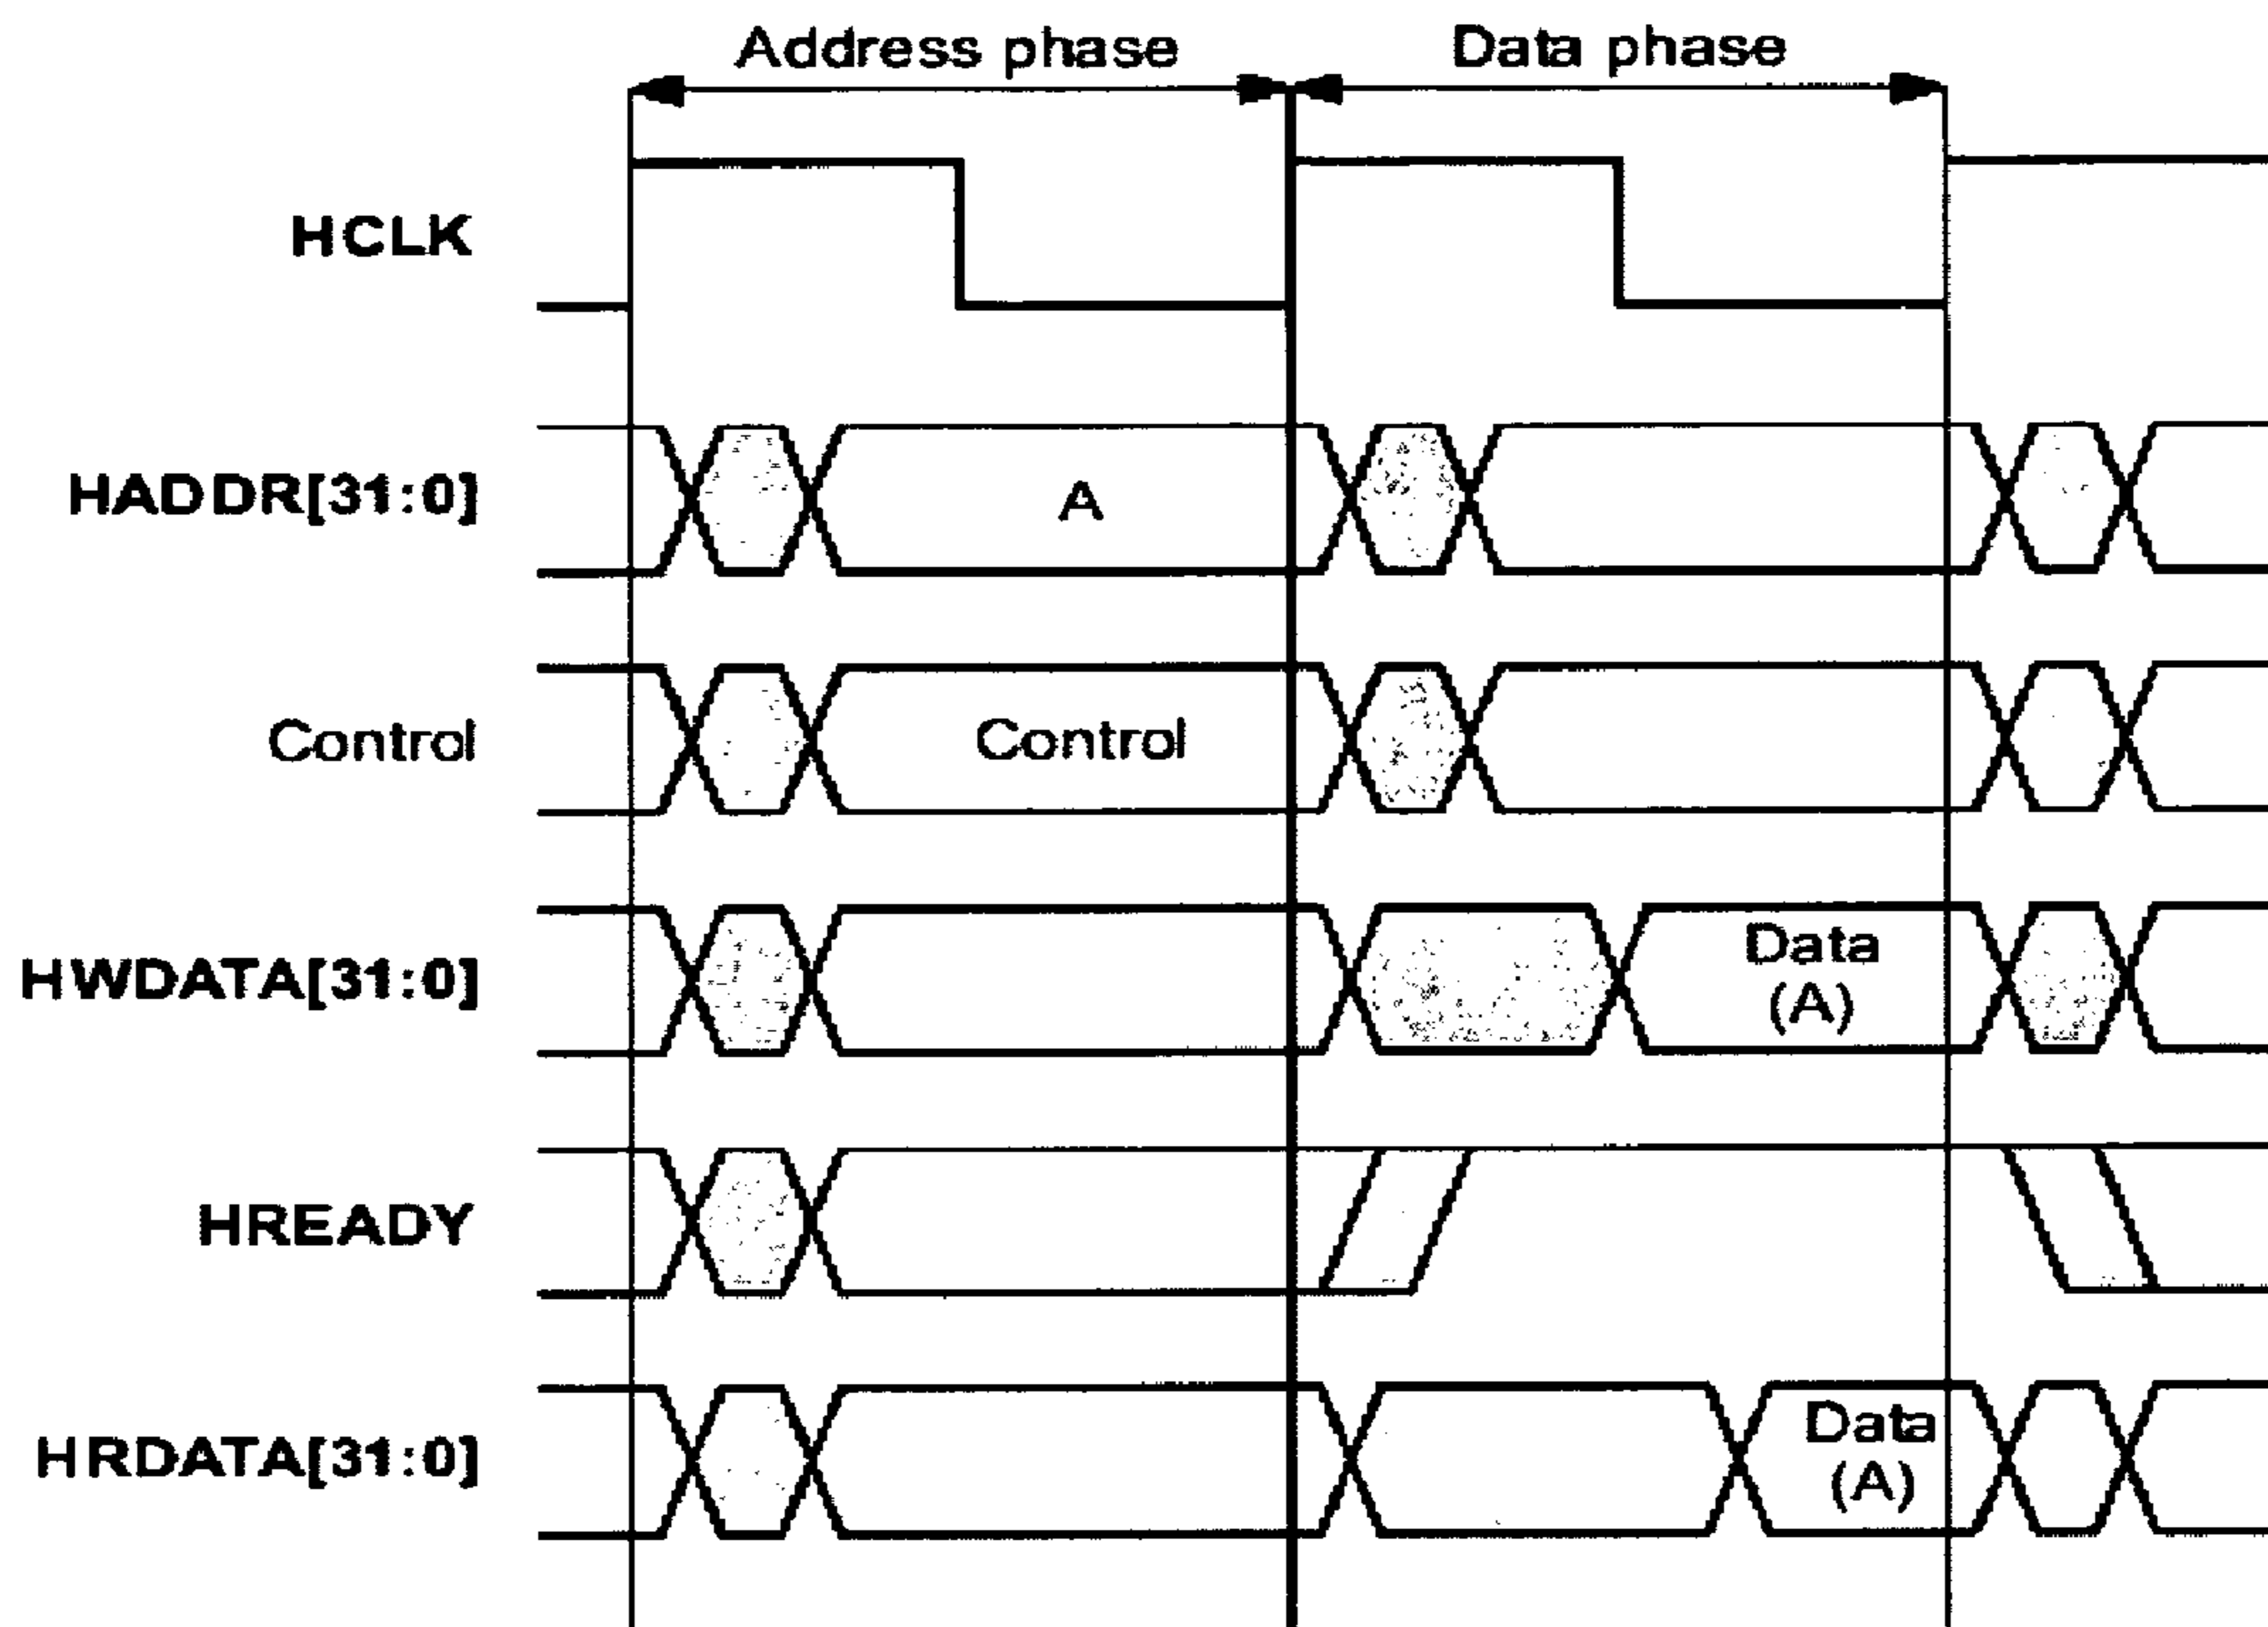 Address phase Data phase
HCLK
HADDR[31:0] A
Control Control
HWDATA[31:0] Data
(A)
HREADY
HRDATA[31:0] Data
(A)